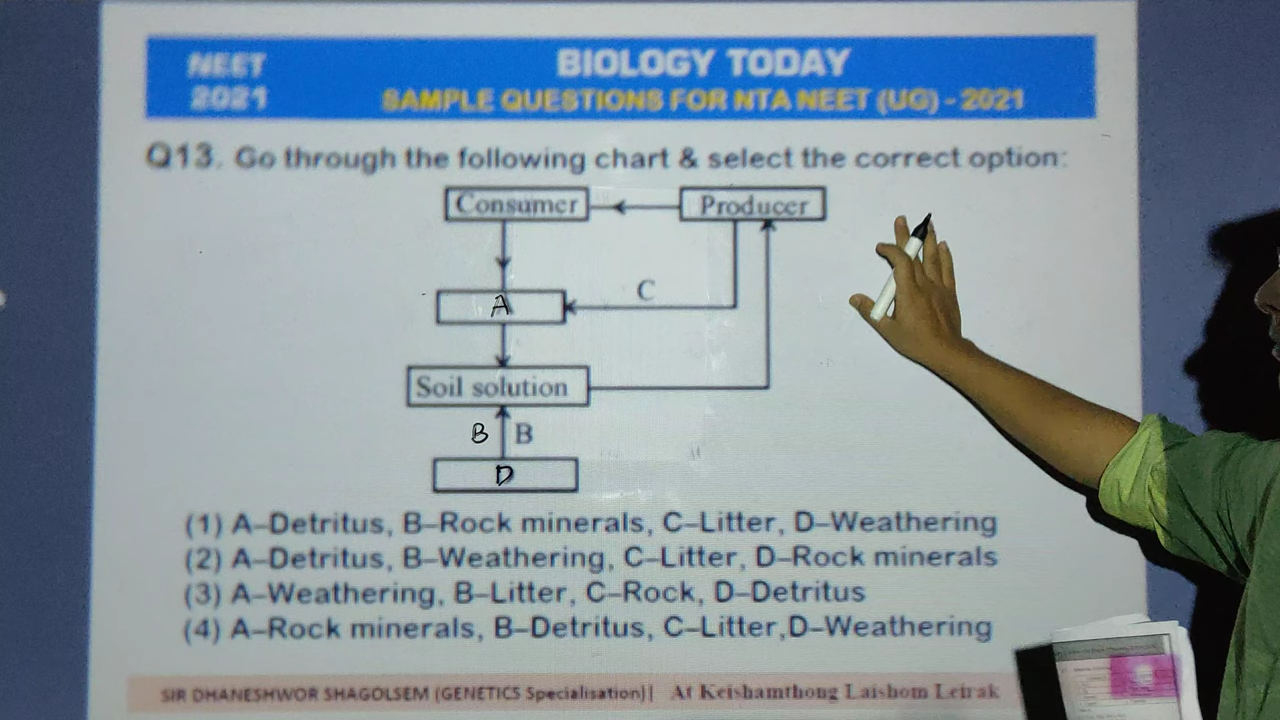 NEET
2021
BIOLOGY TODAY
SAMPLE QUESTIONS FOR NTA NEET (UG) - 2021
Q13. Go through the following chart & select the correct option:
Consumer
Producer
A
C
Soil solution
B
B
D
(1) A–Detritus, B–Rock minerals, C–Litter, D–Weathering
(2) A–Detritus, B–Weathering, C–Litter, D–Rock minerals
(3) A–Weathering, B–Litter, C–Rock, D–Detritus
(4) A–Rock minerals, B–Detritus, C–Litter,D–Weathering
SIR DHANESHWOR SHAGOLSEM (GENETICS Specialisation)|| At Keishamthong Laishom Leirak